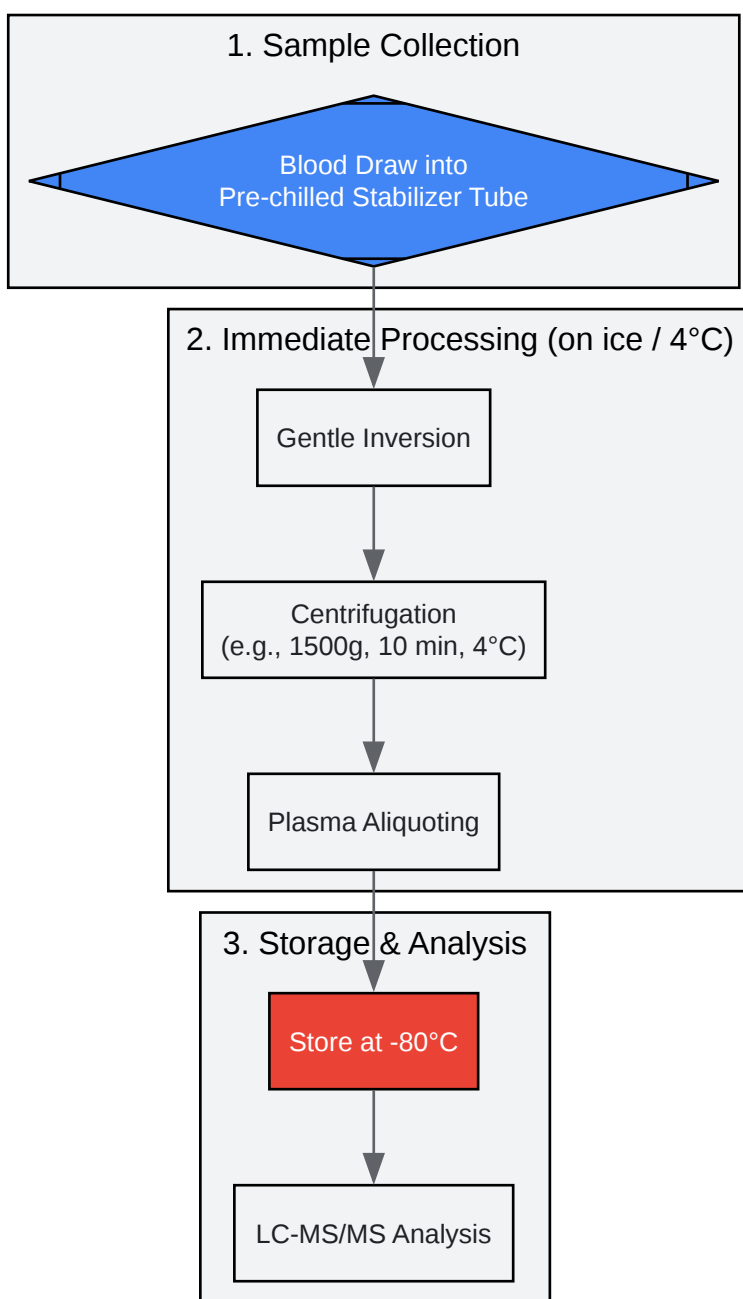 1. Sample Collection
Blood Draw into
Pre-chilled Stabilizer Tube
2. Immediate Processing (on ice / 4°C)
Gentle Inversion
Centrifugation
(e.g., 1500g, 10 min, 4°C)
Plasma Aliquoting
3. Storage & Analysis
Store at -80°C
LC-MS/MS Analysis